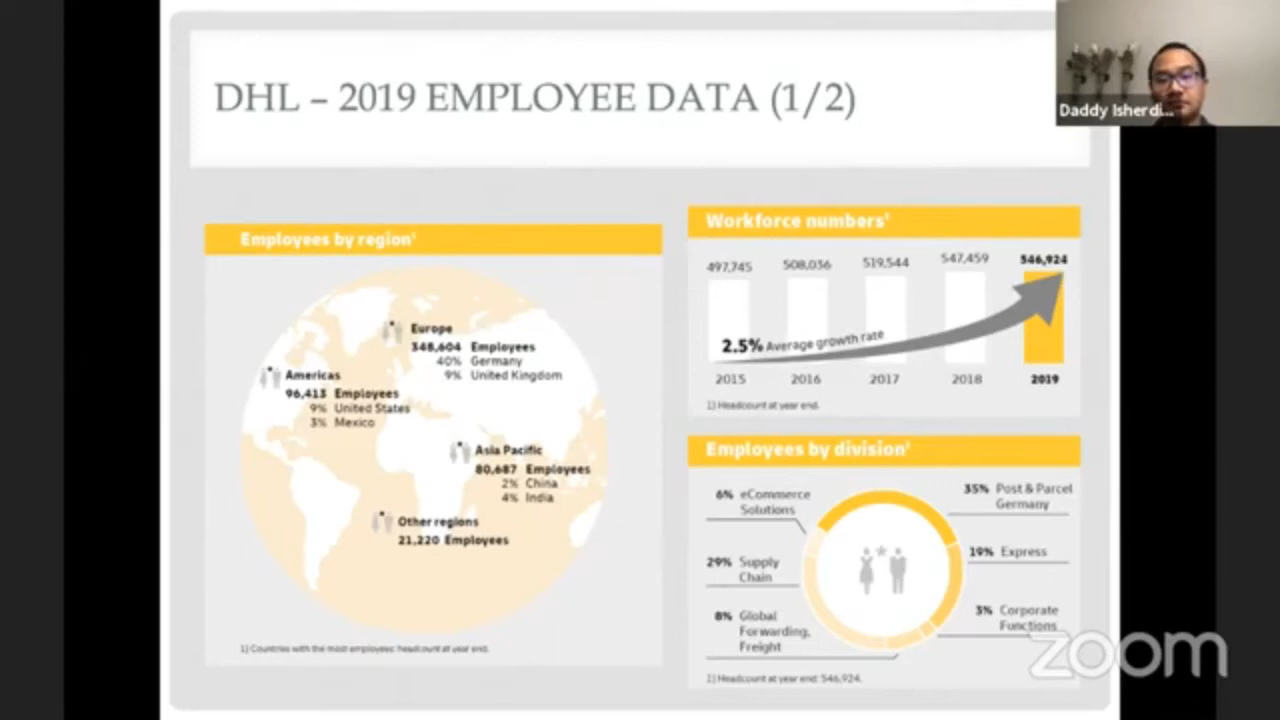 DHL – 2019 EMPLOYEE DATA (1/2)
Daddy Isherdi...
Employees by region¹
Europe
348,604 Employees
40% Germany
9% United Kingdom
Americas
96,413 Employees
9% United States
3% Mexico
Asia Pacific
80,687 Employees
2% China
4% India
Other regions
21,220 Employees
1) Countries with the most employees: headcount at year end.
Workforce numbers¹
497,745 508,036 519,544 547,459 546,924
2.5% Average growth rate
2015 2016 2017 2018 2019
1) Headcount at year end.
Employees by division¹
6% eCommerce
Solutions
29% Supply
Chain
8% Global
Forwarding,
Freight
35% Post & Parcel
Germany
19% Express
3% Corporate
Functions
1) Headcount at year end: 546,924.
zoom